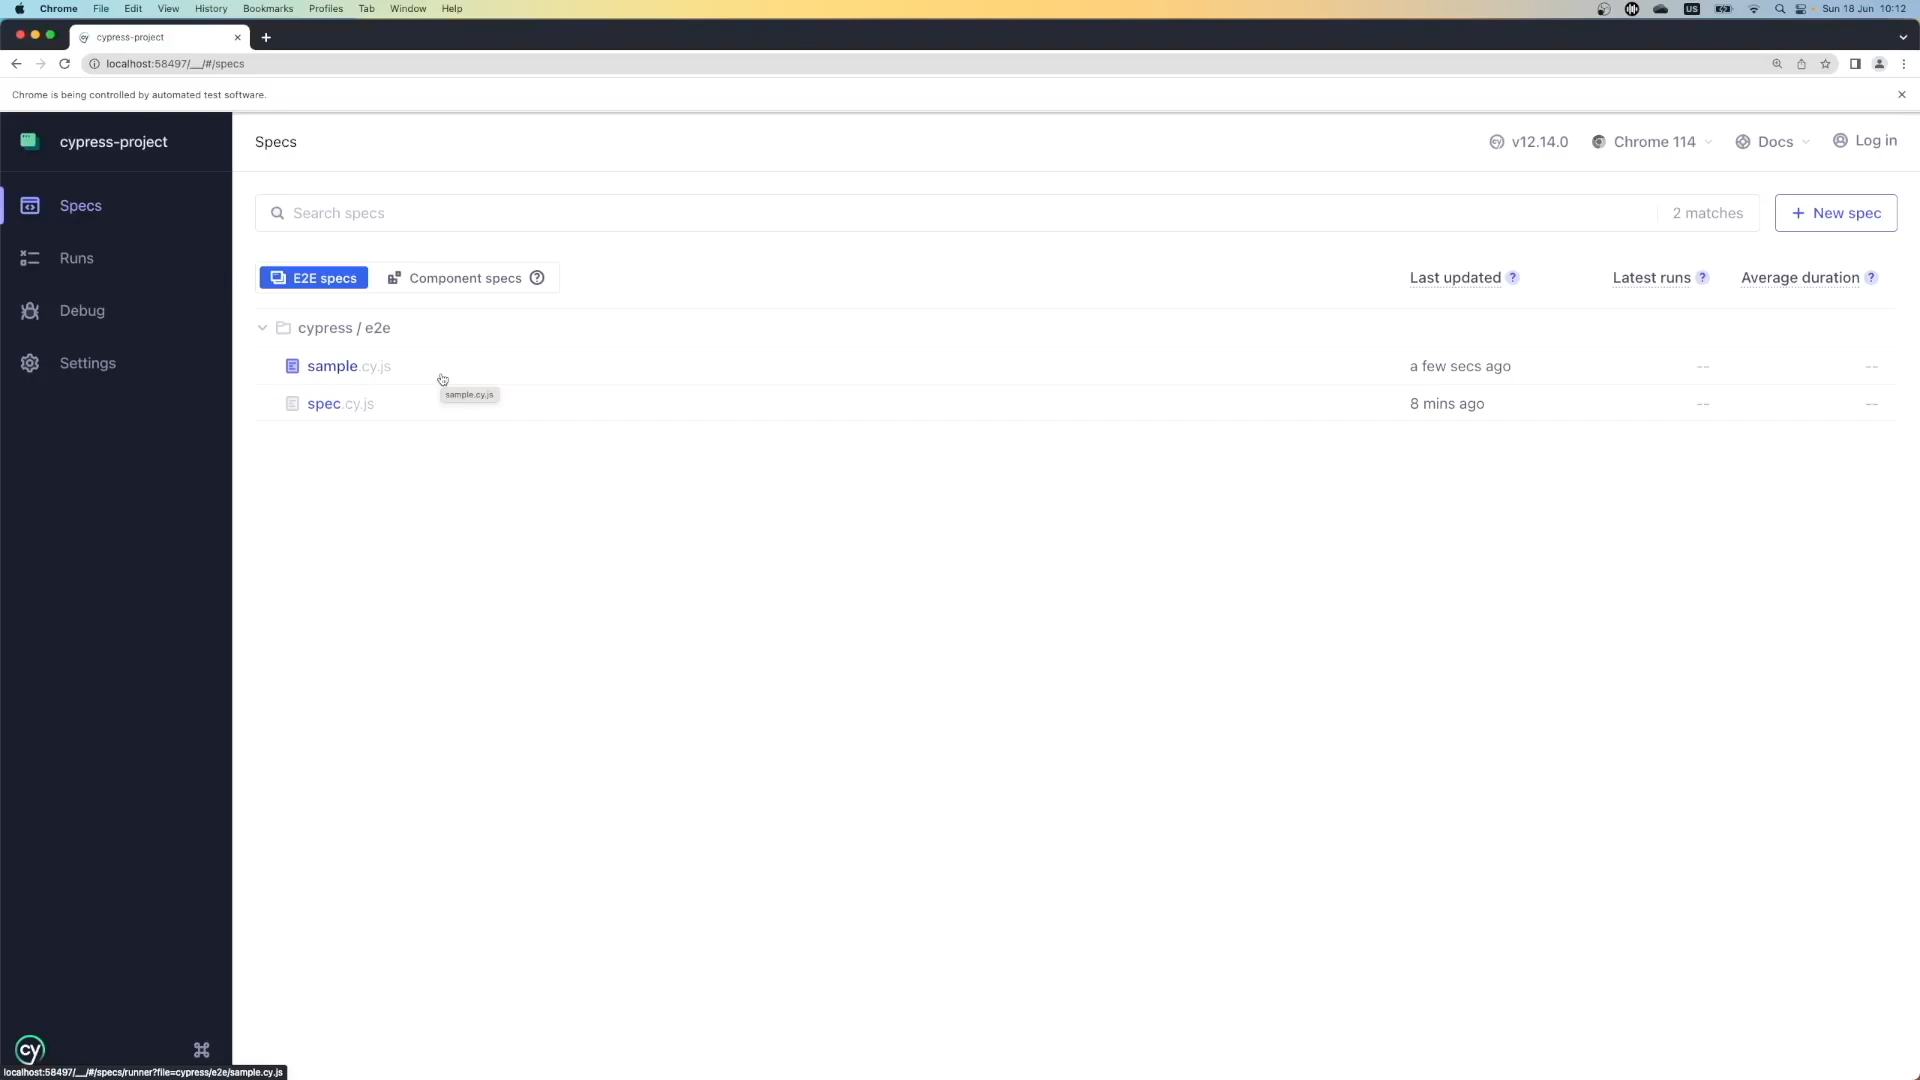 Chrome File Edit View History Bookmarks Profiles Tab Window Help US Sun 18 Jun 10:12
cy cypress-project
localhost:58497/__/#/specs
Chrome is being controlled by automated test software.
cypress-project
Specs
cy v12.14.0 Chrome 114 Docs Log in
Specs
Runs
Debug
Settings
Search specs 2 matches + New spec
E2E specs Component specs ? Last updated ? Latest runs ? Average duration ?
cypress / e2e
sample.cy.js a few secs ago -- --
sample.cy.js
spec.cy.js 8 mins ago -- --
cy
localhost:58497/__/#/specs/runner?file=cypress/e2e/sample.cy.js